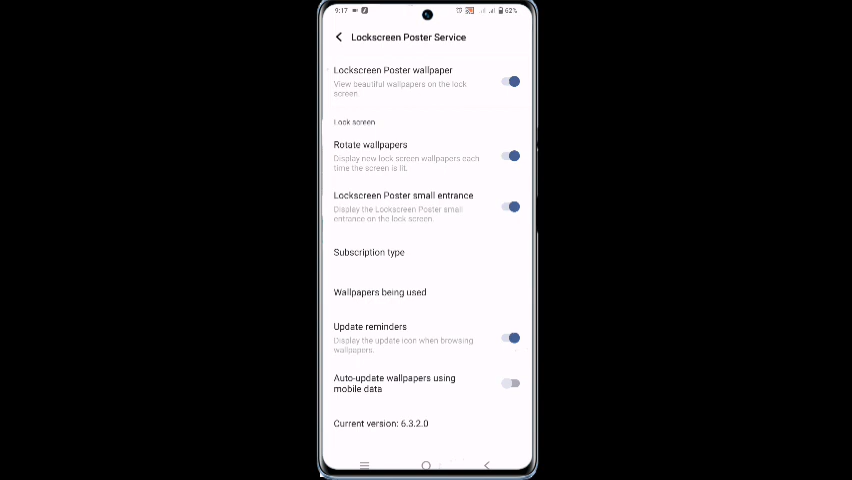 9:17
62%
Lockscreen Poster Service
Lockscreen Poster wallpaper
View beautiful wallpapers on the lock
screen.
Lock screen
Rotate wallpapers
Display new lock screen wallpapers each
time the screen is lit.
Lockscreen Poster small entrance
Display the Lockscreen Poster small
entrance on the lock screen.
Subscription type
Wallpapers being used
Update reminders
Display the update icon when browsing
wallpapers.
Auto-update wallpapers using
mobile data
Current version: 6.3.2.0